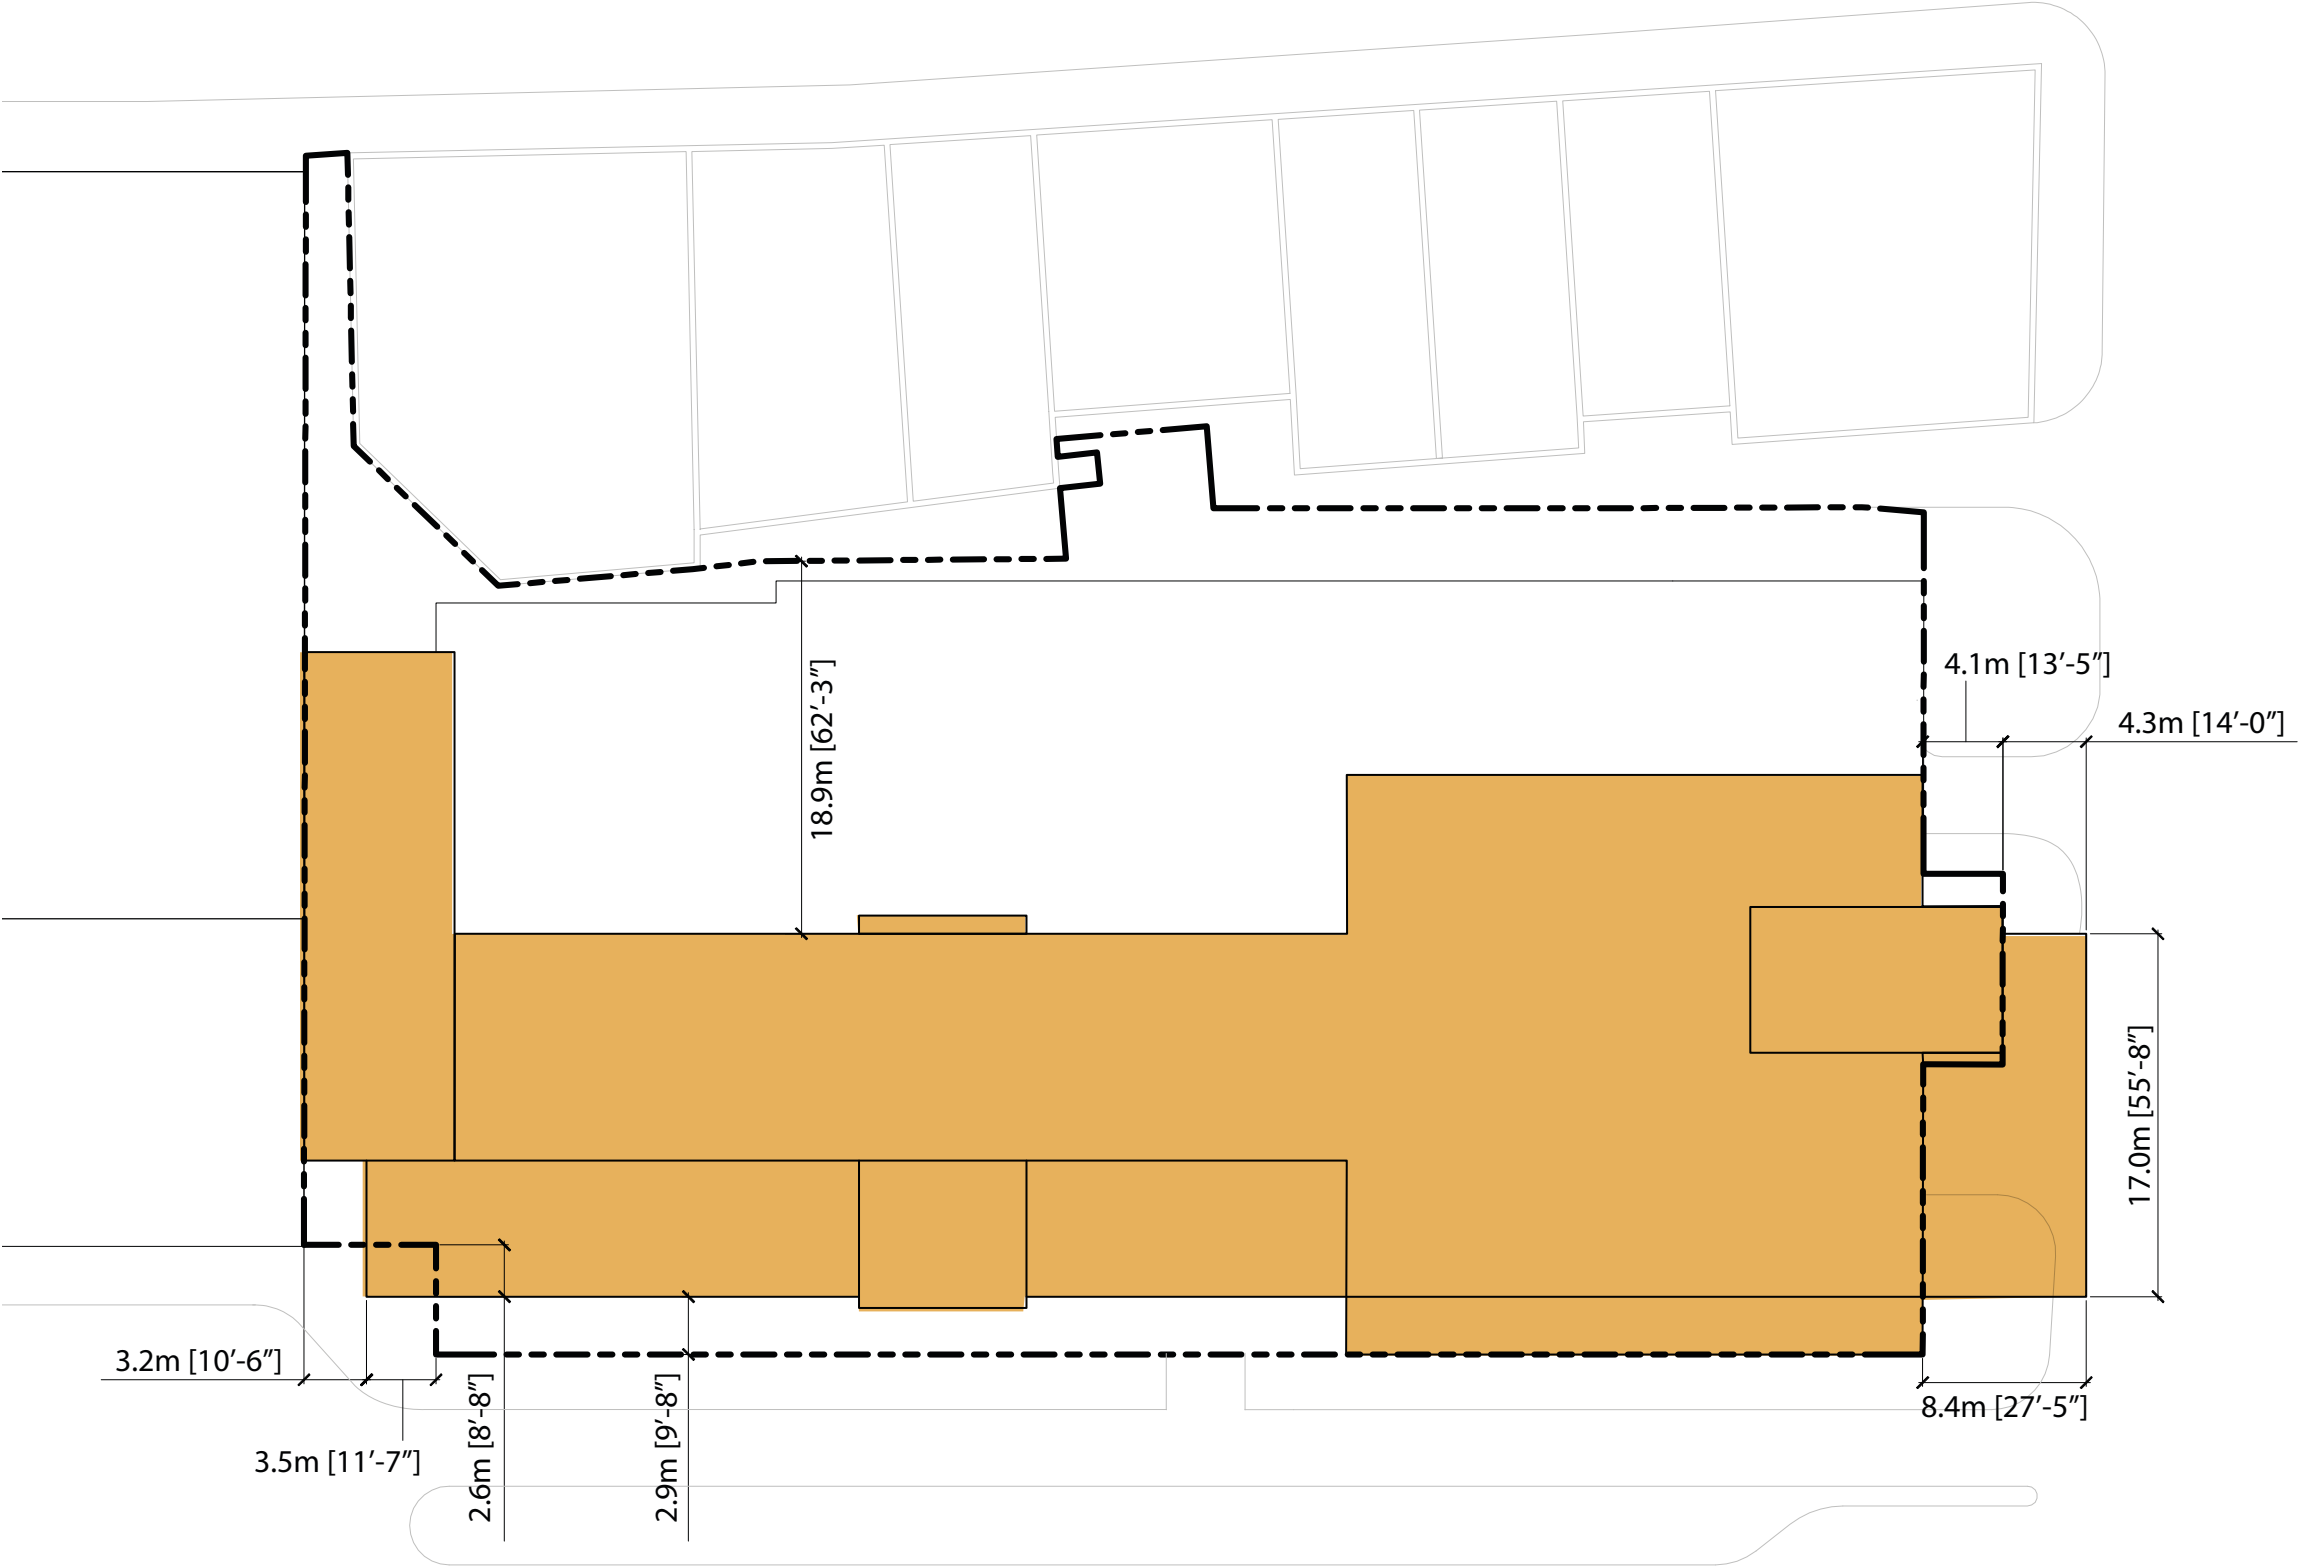 4.1m [13’-5”]
4.3m [14’-0”]
18.9m [62’-3”]
17.0m [55’-8”]
3.2m [10’-6”]
3.5m [11’-7”]
2.6m [8’-8”]
2.9m [9’-8”]
8.4m [27’-5”]